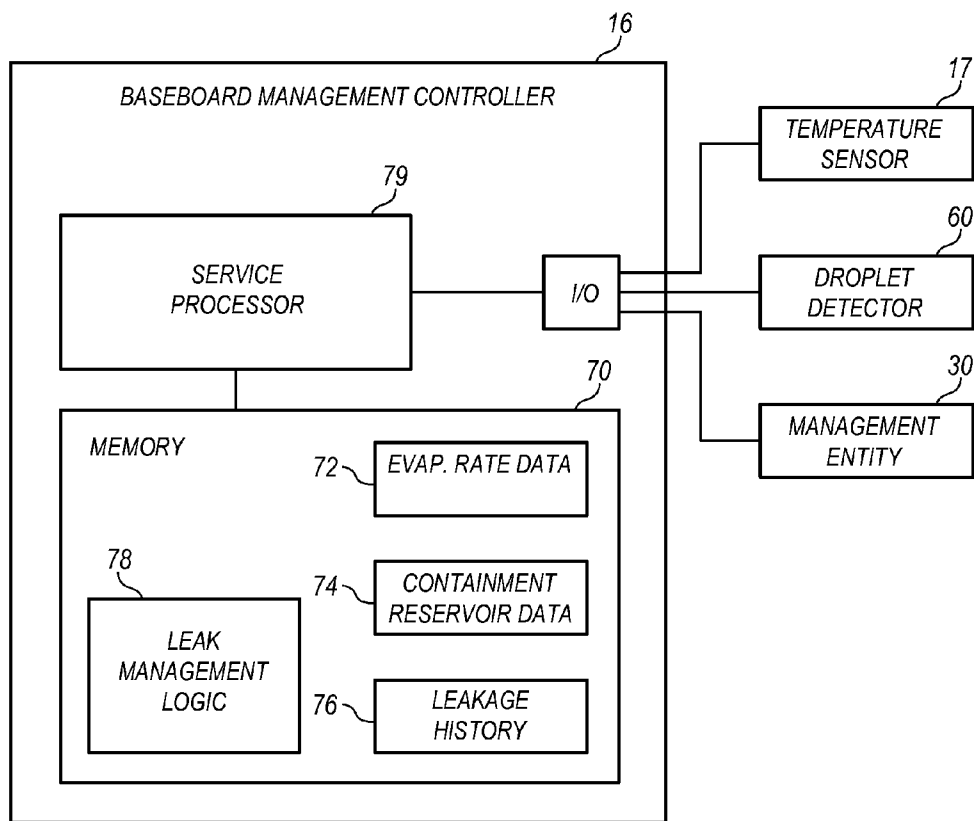 16
BASEBOARD MANAGEMENT CONTROLLER
17
TEMPERATURE
SENSOR
79
SERVICE
PROCESSOR
I/O
60
DROPLET
DETECTOR
30
MANAGEMENT
ENTITY
70
MEMORY
72
EVAP. RATE DATA
74
CONTAINMENT
RESERVOIR DATA
78
LEAK
MANAGEMENT
LOGIC
76
LEAKAGE
HISTORY